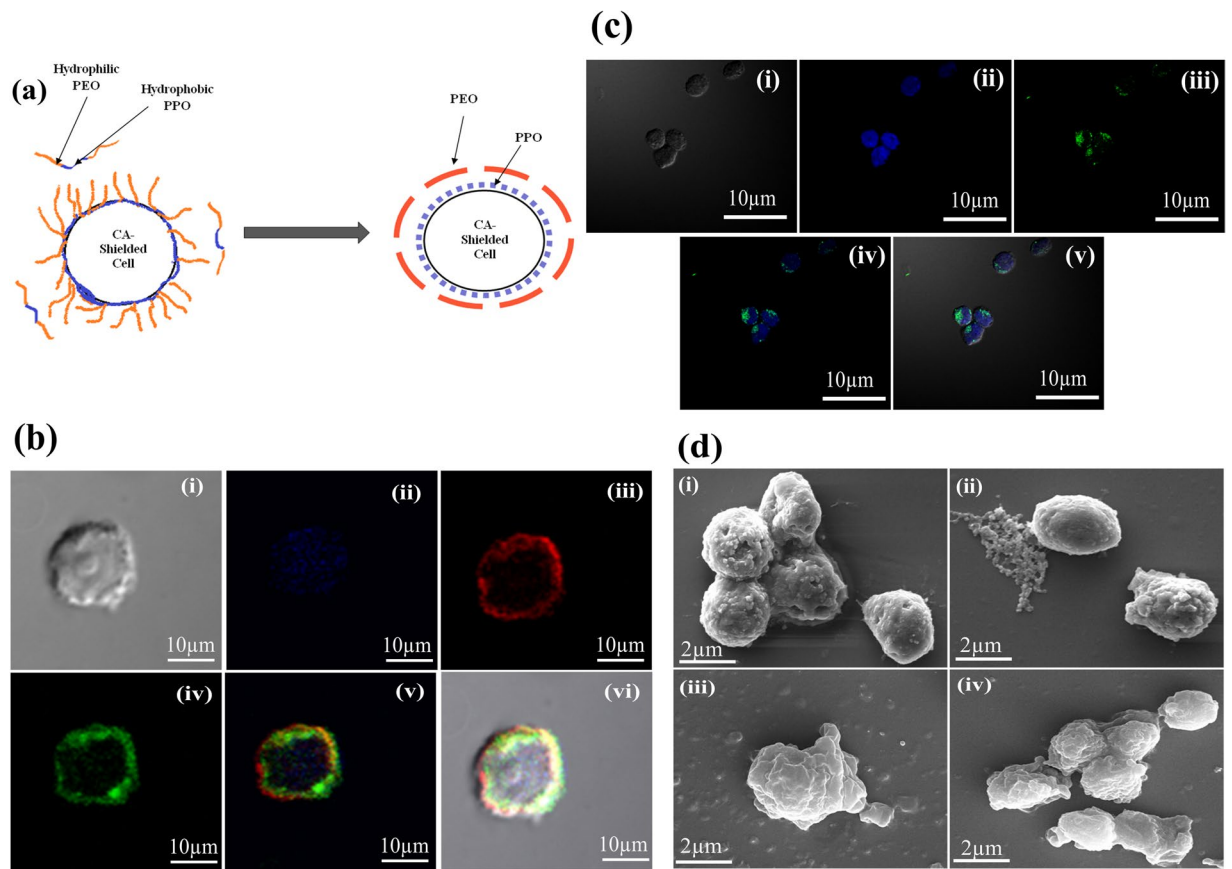 (a)
Hydrophilic
PEO
Hydrophobic
PPO
CA-
Shielded
Cell
PEO
PPO
CA-
Shielded
Cell
(b)
(i)
10µm
(ii)
10µm
(iii)
10µm
(iv)
10µm
(v)
10µm
(vi)
10µm
(c)
(i)
10µm
(ii)
10µm
(iii)
10µm
(iv)
10µm
(v)
10µm
(d)
(i)
2µm
(ii)
2µm
(iii)
2µm
(iv)
2µm